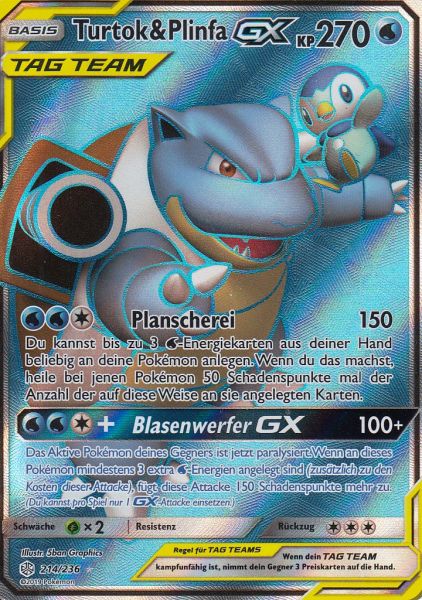 BASIS
Turtok&Plinfa GX KP270
TAG TEAM
Planscherei 150
Du kannst bis zu 3 -Energiekarten aus deiner Hand
beliebig an deine Pokémon anlegen. Wenn du das machst,
heile bei jenen Pokémon 50 Schadenspunkte mal der
Anzahl der auf diese Weise an sie angelegten Karten.
+ Blasenwerfer GX 100+
Das Aktive Pokémon deines Gegners ist jetzt paralysiert. Wenn an dieses
Pokémon mindestens 3 extra -Energien angelegt sind (zusätzlich zu den
Kosten dieser Attacke), fügt diese Attacke 150 Schadenspunkte mehr zu.
(Du kannst pro Spiel nur 1 GX-Attacke einsetzen.)
Schwäche ×2 Resistenz Rückzug
Illustr. 5ban Graphics
214/236
©2019 Pokémon
Regel für TAG TEAMS
Wenn dein TAG TEAM
kampfunfähig ist, nimmt dein Gegner 3 Preiskarten auf die Hand.